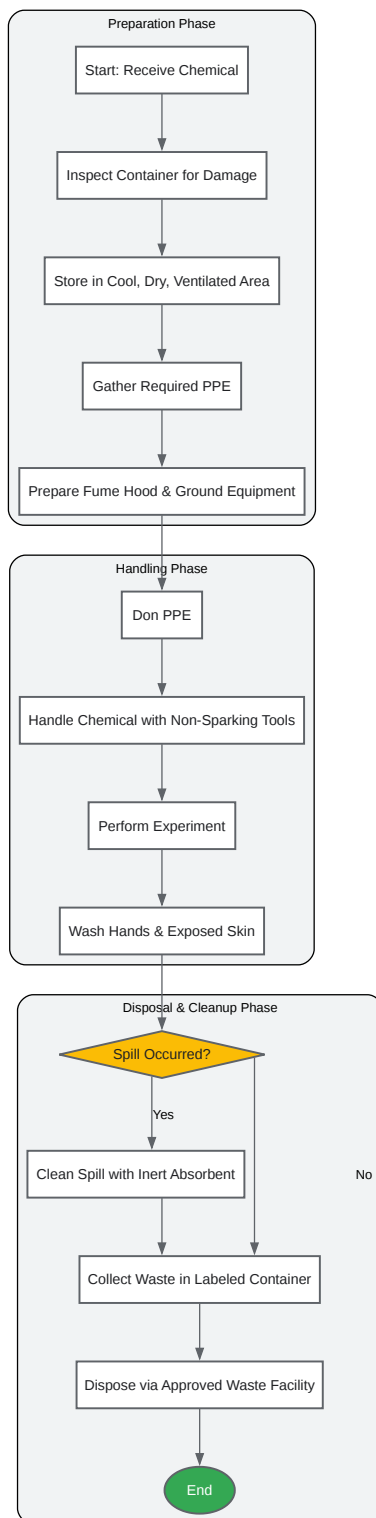 Preparation Phase
Start: Receive Chemical
Inspect Container for Damage
Store in Cool, Dry, Ventilated Area
Gather Required PPE
Prepare Fume Hood & Ground Equipment
Handling Phase
Don PPE
Handle Chemical with Non-Sparking Tools
Perform Experiment
Wash Hands & Exposed Skin
Disposal & Cleanup Phase
Spill Occurred?
Yes
Clean Spill with Inert Absorbent
No
Collect Waste in Labeled Container
Dispose via Approved Waste Facility
End